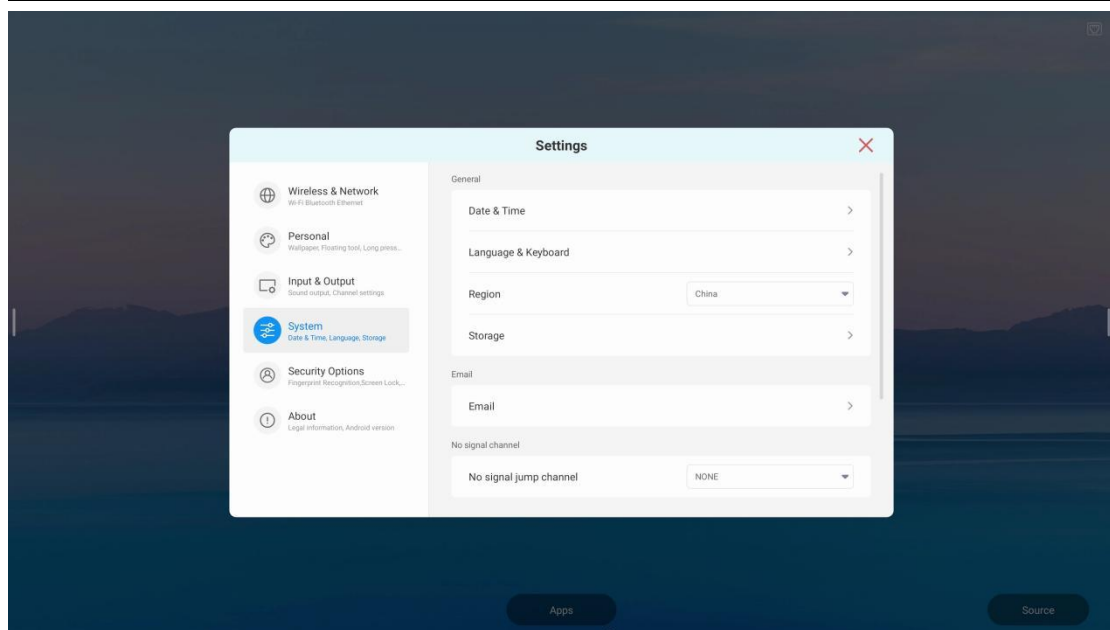 Settings
Wireless & Network
Wi-Fi Bluetooth Ethernet
Personal
Wallpaper, Floating tool, Long press...
Input & Output
Sound output, Channel settings
System
Date & Time, Language, Storage
Security Options
Fingerprint Recognition,Screen Lock,...
About
Legal information, Android version
General
Date & Time
Language & Keyboard
Region
China
Storage
Email
Email
No signal channel
No signal jump channel
NONE
Apps
Source